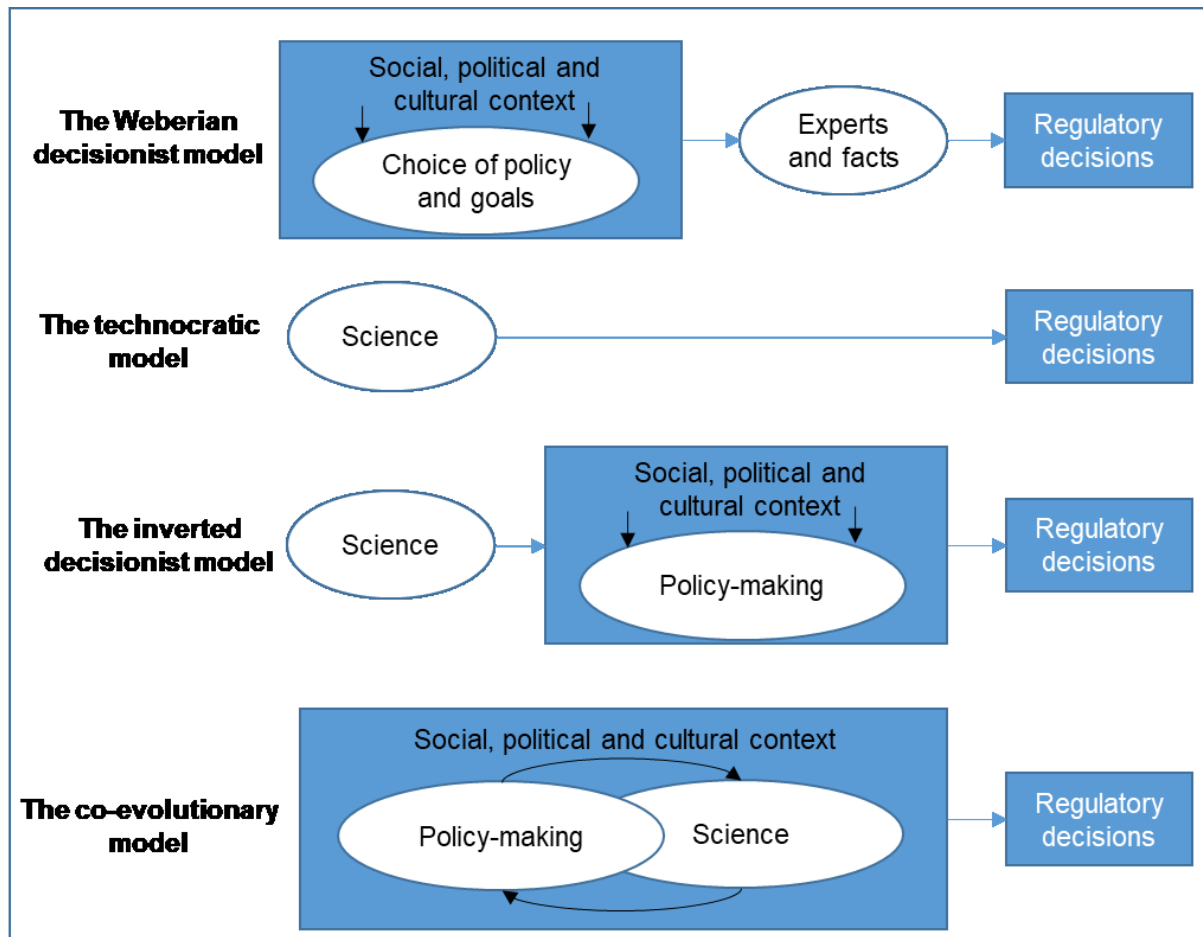 The Weberian
decisionist model
Social, political and
cultural context
Choice of policy
and goals
Experts
and facts
Regulatory
decisions
The technocratic
model
Science
Regulatory
decisions
The inverted
decisionist model
Science
Social, political and
cultural context
Policy-making
Regulatory
decisions
The co-evolutionary
model
Social, political and cultural context
Policy-making
Science
Regulatory
decisions